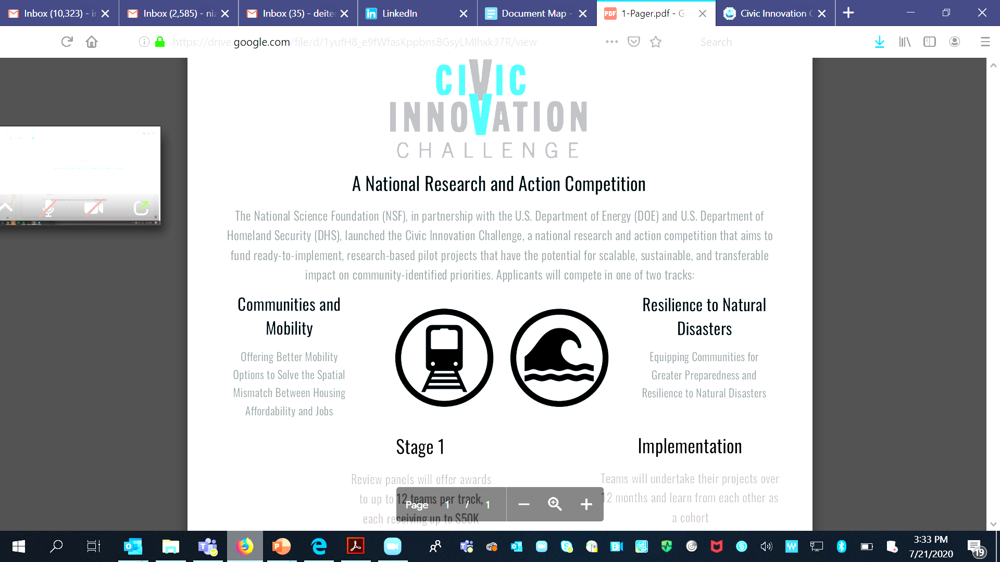 Inbox (10,323) - i
Inbox (2,585) - niz
Inbox (35) - deite
LinkedIn
Document Map -
PDF
1-Pager.pdf - G
Civic Innovation C
https://drive.google.com/file/d/1yufH8_e9fWfasKppbnsBGsyLMlhxk37R/view
Search
CIVIC
INNOVATION
CHALLENGE
A National Research and Action Competition
The National Science Foundation (NSF), in partnership with the U.S. Department of Energy (DOE) and U.S. Department of
Homeland Security (DHS), launched the Civic Innovation Challenge, a national research and action competition that aims to
fund ready-to-implement, research-based pilot projects that have the potential for scalable, sustainable, and transferable
impact on community-identified priorities. Applicants will compete in one of two tracks:
Communities and
Mobility
Offering Better Mobility
Options to Solve the Spatial
Mismatch Between Housing
Affordability and Jobs
Resilience to Natural
Disasters
Equipping Communities for
Greater Preparedness and
Resilience to Natural Disasters
Stage 1
Review panels will offer awards
to up to 12 teams per track,
each receiving up to $50K
Implementation
Teams will undertake their projects over
12 months and learn from each other as
a cohort
Page 1 / 1
3:33 PM
7/21/2020
19